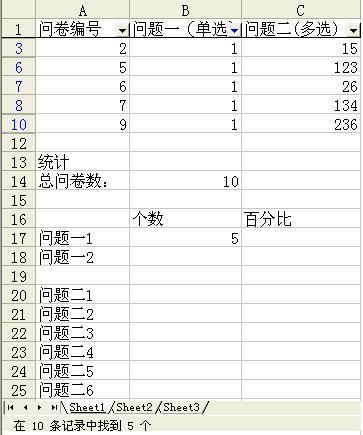 A B C
1 问卷编号 问题一（单选） 问题二(多选）
3 2 1 15
6 5 1 123
7 6 1 26
8 7 1 134
10 9 1 236
12
13 统计
14 总问卷数： 10
15
16 个数 百分比
17 问题一1 5
18 问题一2
19
20 问题二1
21 问题二2
22 问题二3
23 问题二4
24 问题二5
25 问题二6
Sheet1 Sheet2 Sheet3
在 10 条记录中找到 5 个